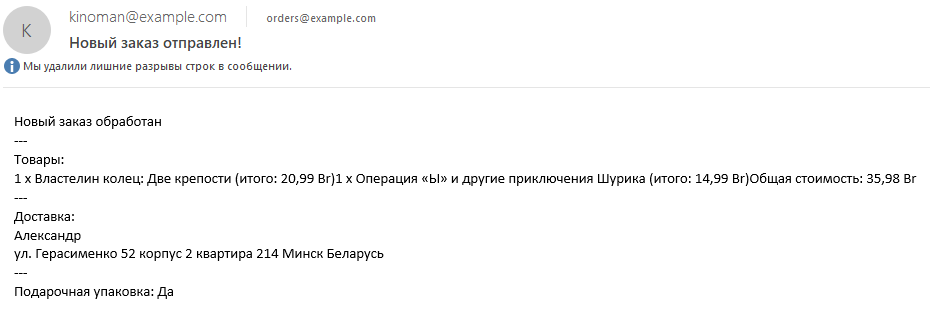 K
kinoman@example.com
orders@example.com
Новый заказ отправлен!
Мы удалили лишние разрывы строк в сообщении.
Новый заказ обработан
---
Товары:
1 x Властелин колец: Две крепости (итого: 20,99 Br)1 x Операция «Ы» и другие приключения Шурика (итого: 14,99 Br)Общая стоимость: 35,98 Br
---
Доставка:
Александр
ул. Герасименко 52 корпус 2 квартира 214 Минск Беларусь
---
Подарочная упаковка: Да